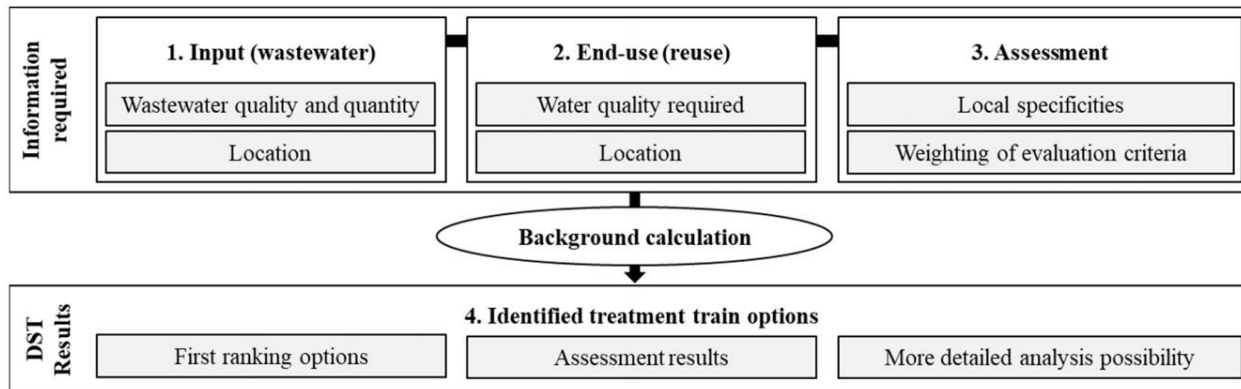 Information
required
1. Input (wastewater)
Wastewater quality and quantity
Location
2. End-use (reuse)
Water quality required
Location
3. Assessment
Local specificities
Weighting of evaluation criteria
Background calculation
DST
Results
4. Identified treatment train options
First ranking options
Assessment results
More detailed analysis possibility